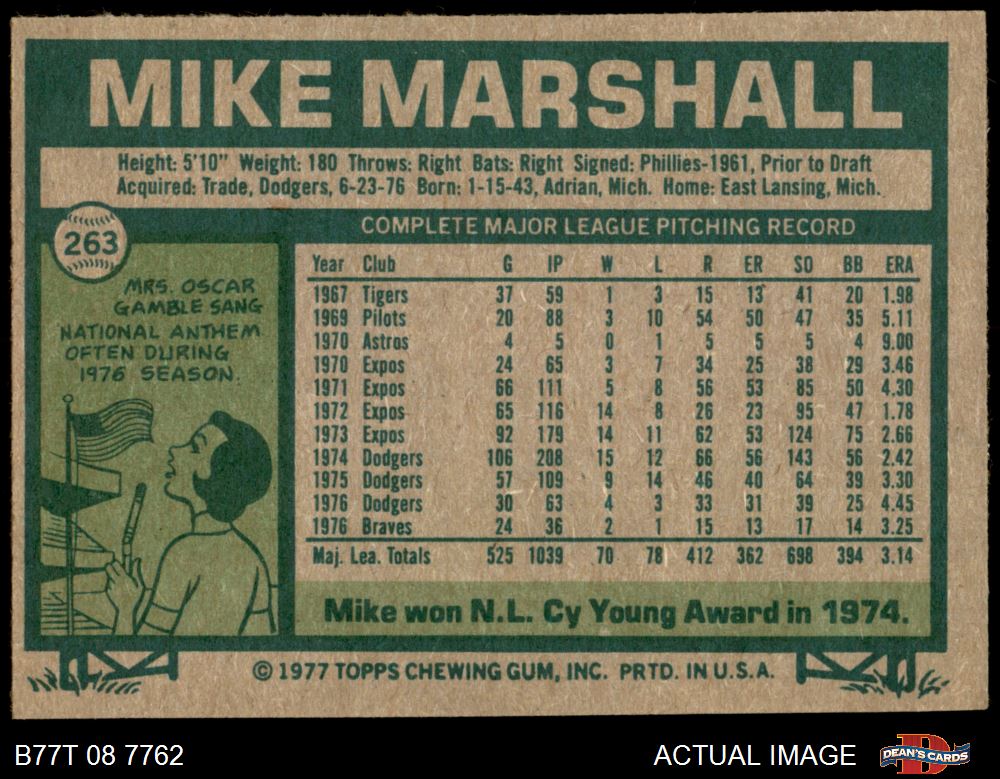 MIKE MARSHALL
Height: 5'10" Weight: 180 Throws: Right Bats: Right Signed: Phillies-1961, Prior to Draft
Acquired: Trade, Dodgers, 6-23-76 Born: 1-15-43, Adrian, Mich. Home: East Lansing, Mich.
263
MRS. OSCAR
GAMBLE SANG
NATIONAL ANTHEM
OFTEN DURING
1976 SEASON.
COMPLETE MAJOR LEAGUE PITCHING RECORD
Year Club G IP W L R ER SO BB ERA
1967 Tigers 37 59 1 3 15 13 41 20 1.98
1969 Pilots 20 88 3 10 54 50 47 35 5.11
1970 Astros 4 5 0 1 5 5 5 4 9.00
1970 Expos 24 65 3 7 34 25 38 29 3.46
1971 Expos 66 111 5 8 56 53 85 50 4.30
1972 Expos 65 116 14 8 26 23 95 47 1.78
1973 Expos 92 179 14 11 62 53 124 75 2.66
1974 Dodgers 106 208 15 12 66 56 143 56 2.42
1975 Dodgers 57 109 9 14 46 40 64 39 3.30
1976 Dodgers 30 63 4 3 33 31 39 25 4.45
1976 Braves 24 36 2 1 15 13 17 14 3.25
Maj. Lea. Totals 525 1039 70 78 412 362 698 394 3.14
Mike won N.L. Cy Young Award in 1974.
© 1977 TOPPS CHEWING GUM, INC. PRTD. IN U.S.A.
B77T 08 7762 ACTUAL IMAGE DEAN'S CARDS